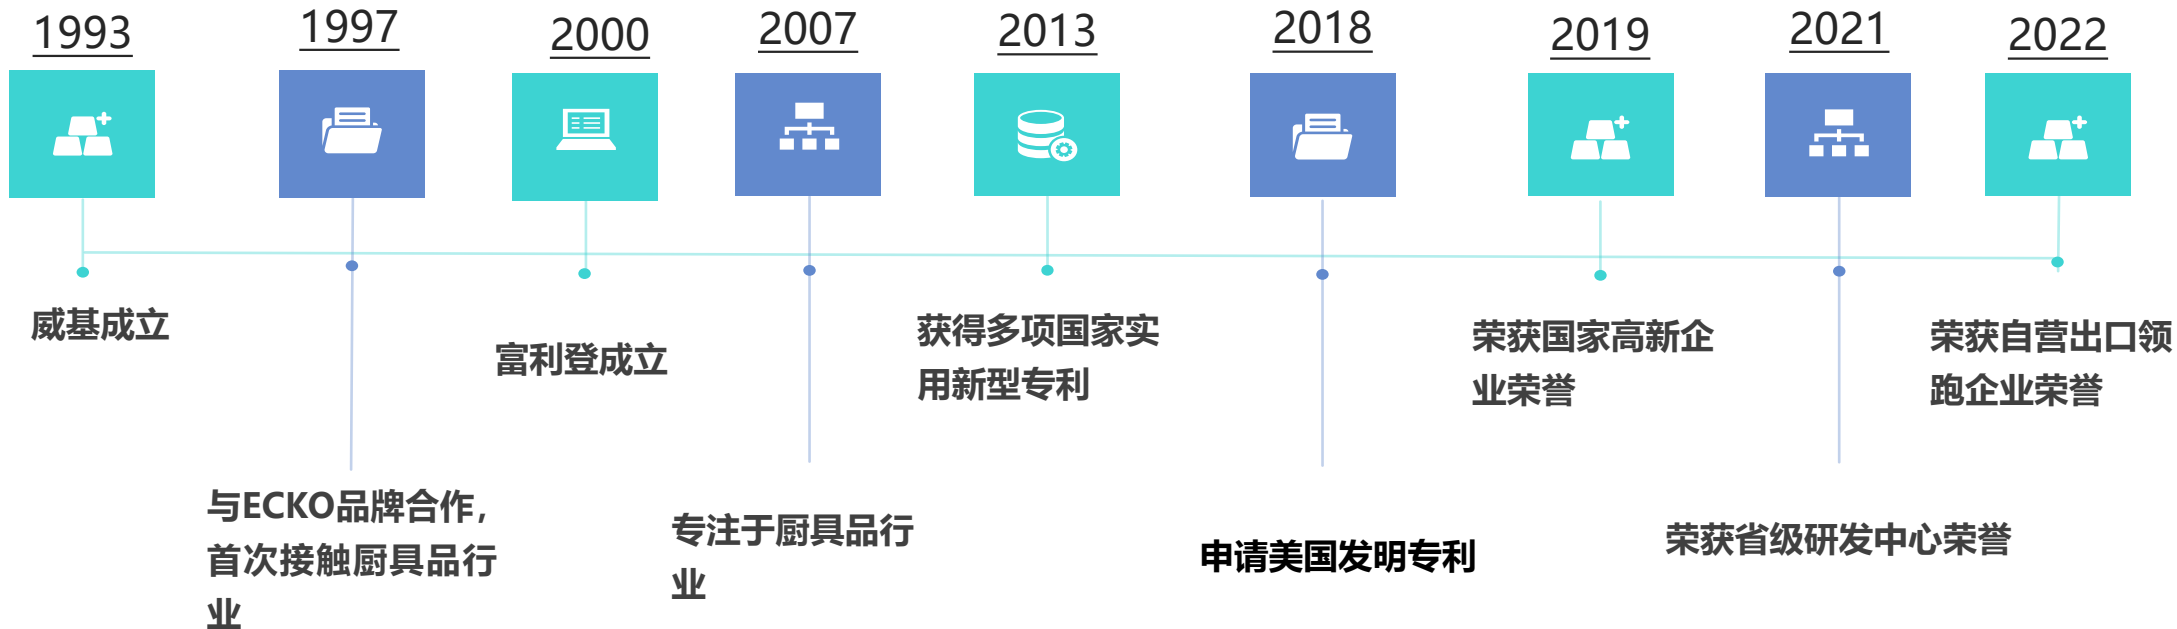 1993
1997
2000
2007
2013
2018
2019
2021
2022
威基成立
与ECKO品牌合作，
首次接触厨具品行
业
富利登成立
专注于厨具品行
业
获得多项国家实
用新型专利
申请美国发明专利
荣获国家高新企
业荣誉
荣获省级研发中心荣誉
荣获自营出口领
跑企业荣誉